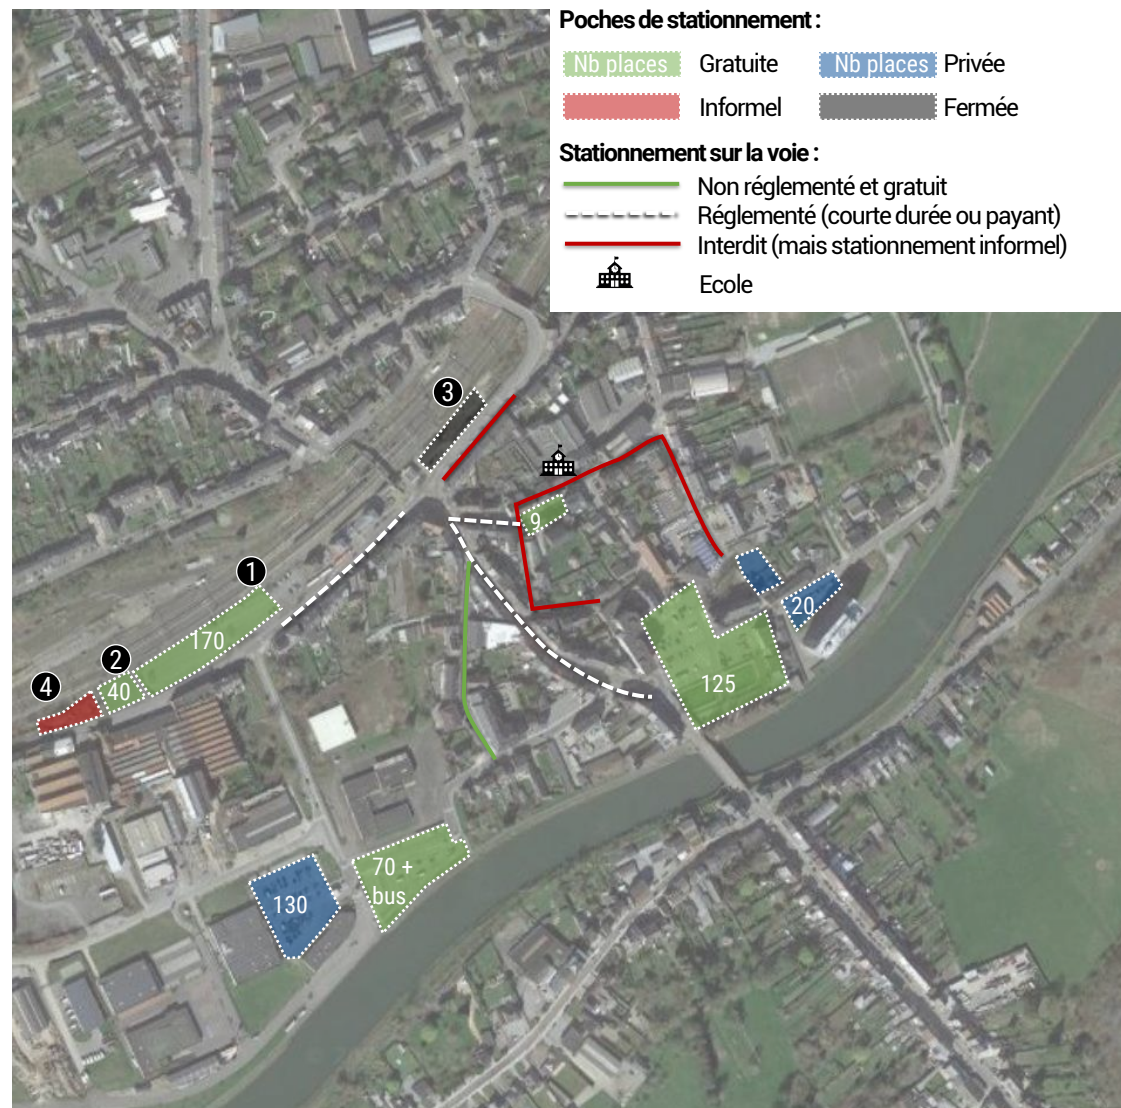 Poches de stationnement :
Nb places Gratuite Nb places Privée
Informel Fermée
Stationnement sur la voie :
Non réglementé et gratuit
Réglementé (courte durée ou payant)
Interdit (mais stationnement informel)
Ecole
3
9
1
20
170
2
4
40
125
70 +
bus
130